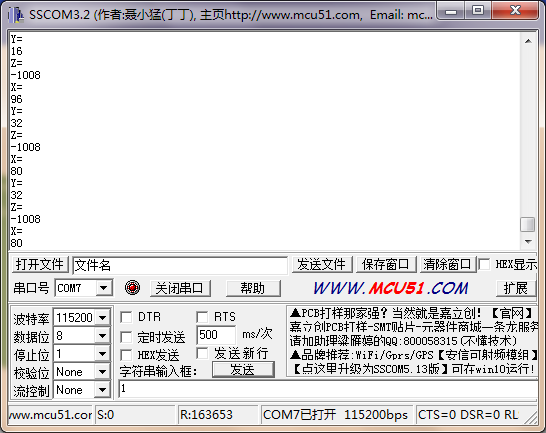 SSCOM3.2 (作者:聂小猛(丁丁), 主页http://www.mcu51.com,  Email: mc...
Y=
16
Z=
-1008
X=
96
Y=
32
Z=
-1008
X=
80
Y=
32
Z=
-1008
X=
80
打开文件 文件名 发送文件 保存窗口 清除窗口 HEX显示
串口号 COM7 关闭串口 帮助 WWW.MCU51.COM 扩展
波特率 115200 DTR RTS
数据位 8 定时发送 500 ms/次
停止位 1 HEX发送 发送新行
校验位 None 字符串输入框: 发送
流控制 None 1
▲PCB打样那家强？当然就是嘉立创！【官网】
嘉立创PCB打样-SMT贴片-元器件商城—条龙服务
请加助理梁雁嫦的QQ:800058315(不懂技术)
▲品牌推荐:WiFi/Gprs/GPS【安信可射频模组】
【点这里升级为SSCOM5.13版】可在win10运行!
www.mcu51.cor S:0 R:163653 COM7已打开 115200bps CTS=0 DSR=0 RL